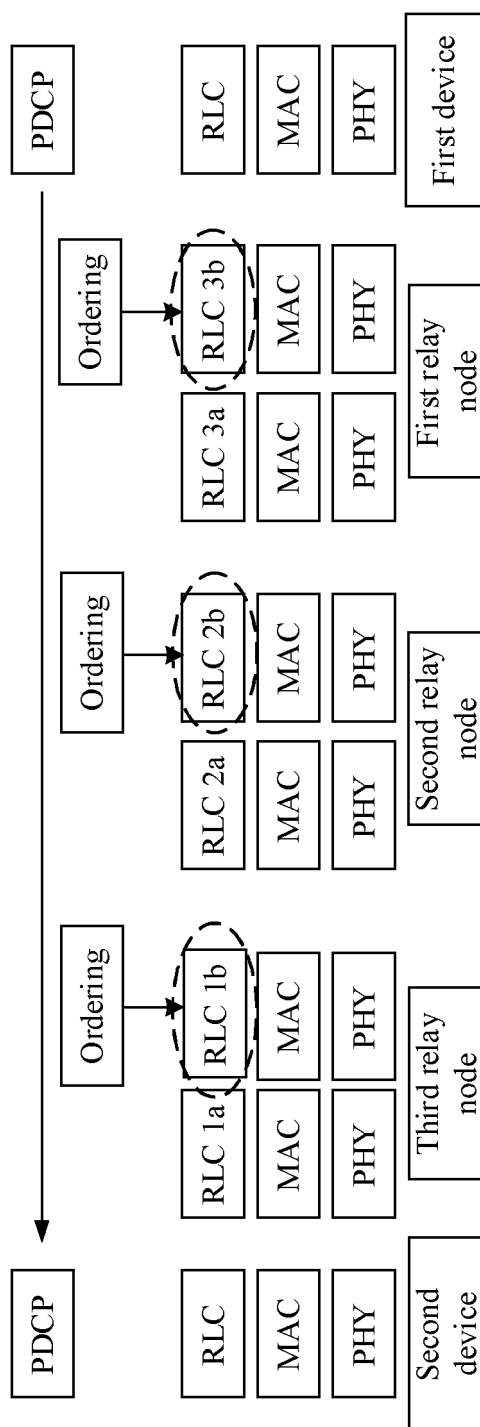 PDCP
PDCP
Ordering
Ordering
Ordering
RLC
RLC 1a
RLC 1b
RLC 2a
RLC 2b
RLC 3a
RLC 3b
RLC
MAC
MAC
MAC
MAC
MAC
MAC
MAC
MAC
PHY
PHY
PHY
PHY
PHY
PHY
PHY
PHY
Second
device
Third relay
node
Second relay
node
First relay
node
First device